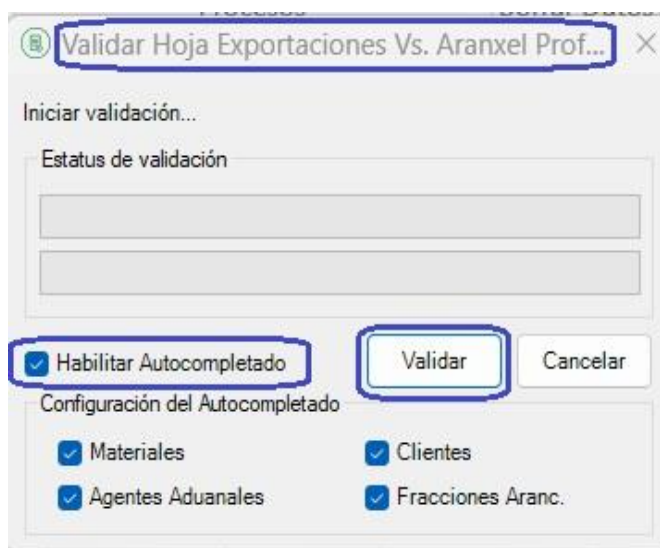 Procesos
Validar Hoja Exportaciones Vs. Aranxel Prof...
Iniciar validación...
Estatus de validación
Habilitar Autocompletado
Validar
Cancelar
Configuración del Autocompletado
Materiales
Clientes
Agentes Aduanales
Fracciones Aranc.